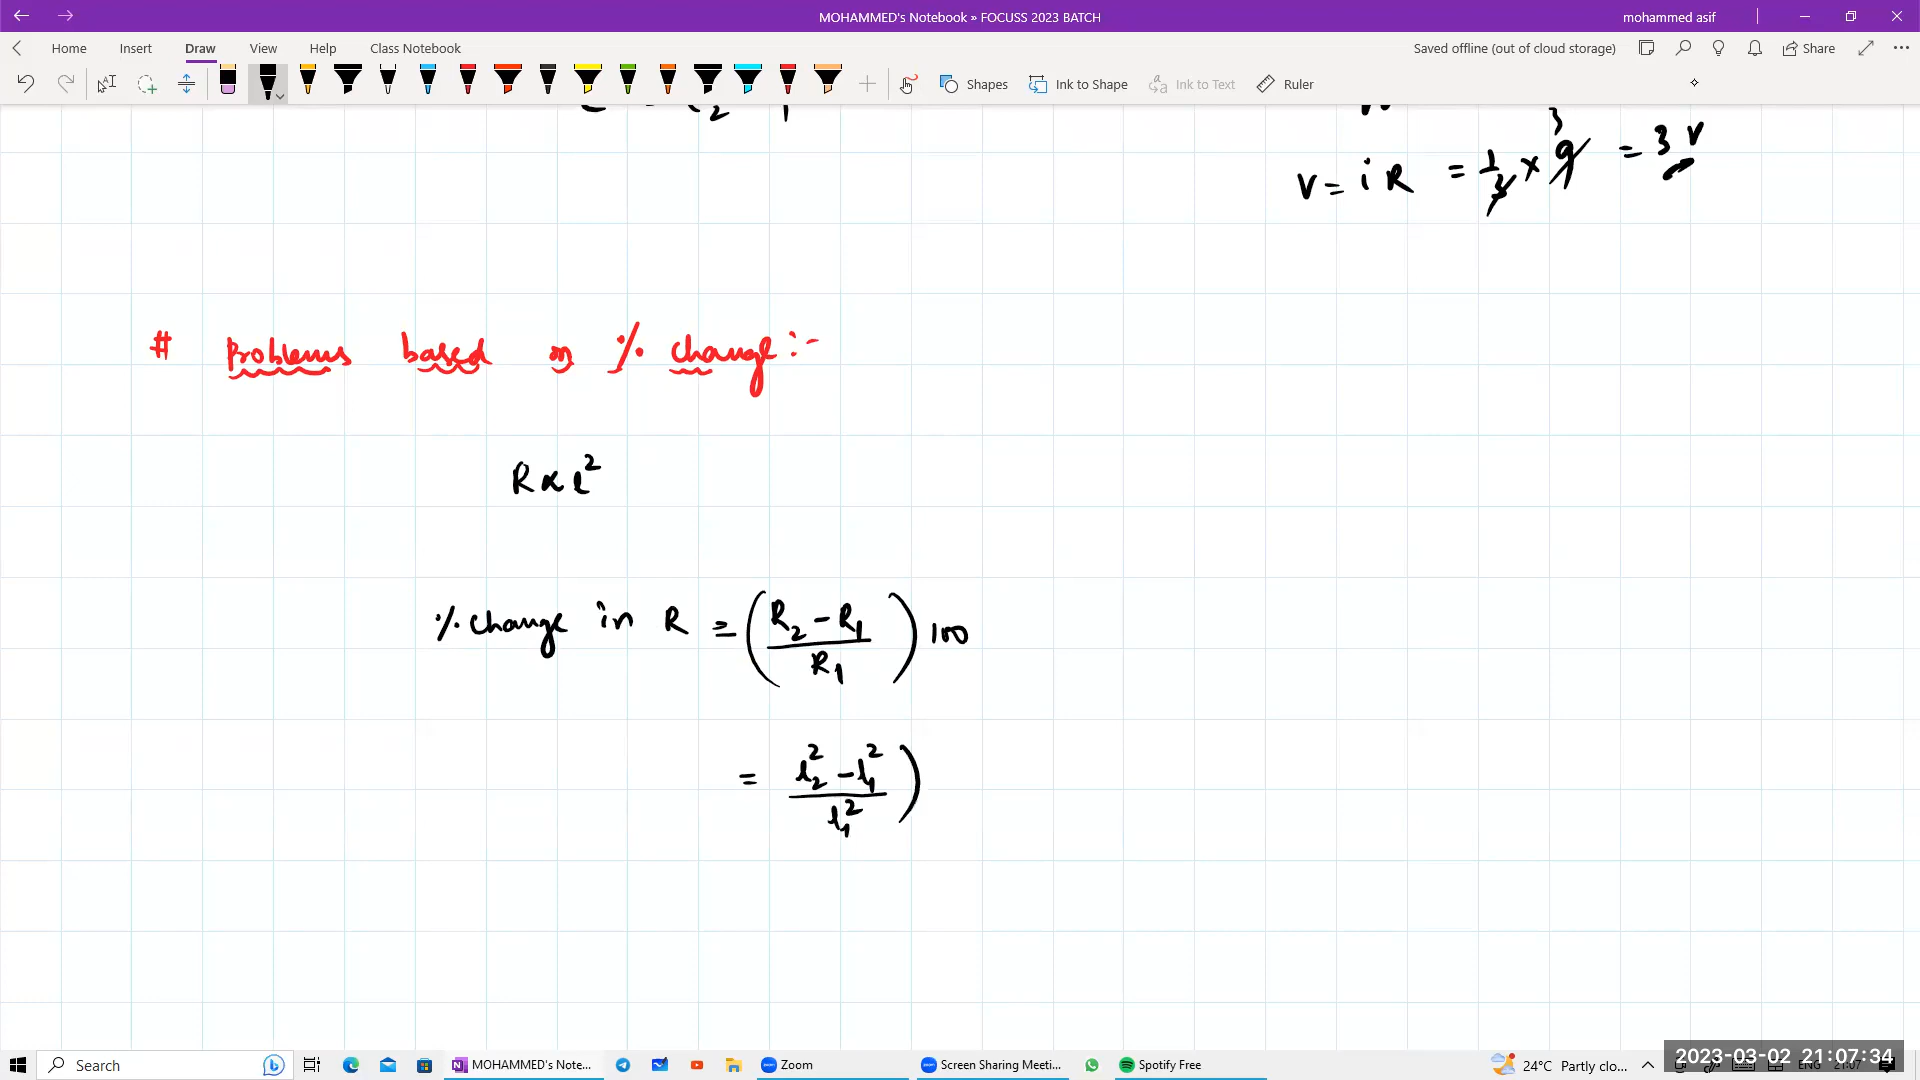 MOHAMMED's Notebook » FOCUSS 2023 BATCH
mohammed asif
Home Insert Draw View Help Class Notebook
Saved offline (out of cloud storage)
Share
Shapes
Ink to Shape
Ink to Text
Ruler
V = i R = 1/3 × 9 = 3 V
3
# Problems based on % change :-
R ∝ l²
% change in R = ( (R₂ - R₁) / R₁ ) 100
= (l₂² - l₁²) / l₁² )
Search
MOHAMMED's Note...
Zoom
Screen Sharing Meeti...
Spotify Free
24°C Partly clo...
ENG
21:07
2023-03-02 21:07:34